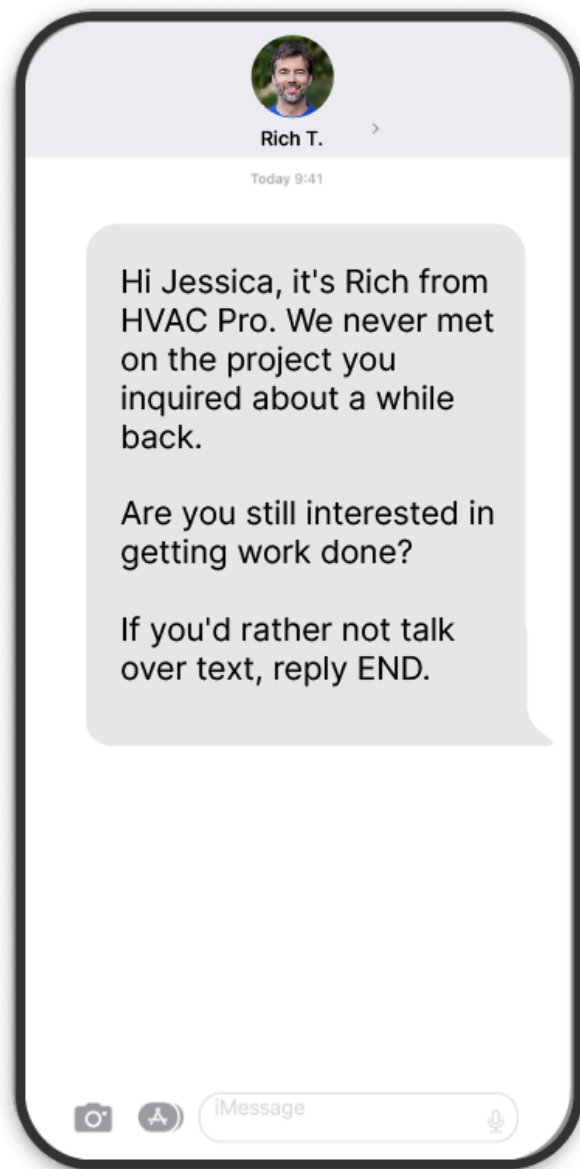 Rich T.
Today 9:41
Hi Jessica, it's Rich from
HVAC Pro. We never met
on the project you
inquired about a while
back.
Are you still interested in
getting work done?
If you'd rather not talk
over text, reply END.
iMessage